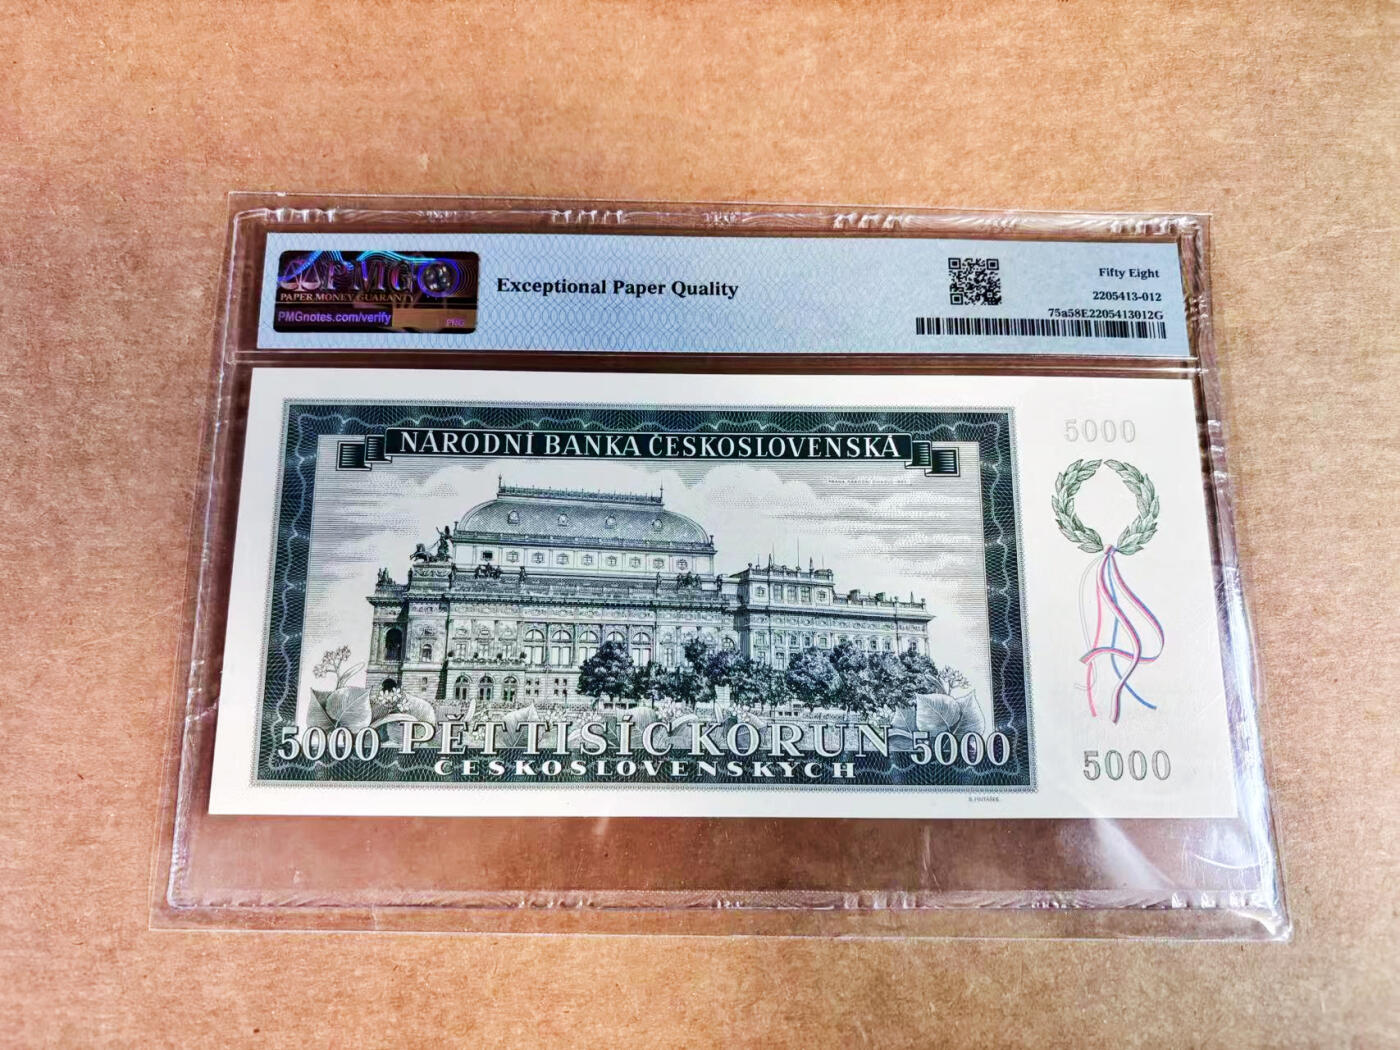 PMG
PAPER MONEY GUARANTY
PMGnotes.com/verify
PMG
Exceptional Paper Quality
Fifty Eight
2205413-012
75a58E2205413012G
NÁRODNÍ BANKA ČESKOSLOVENSKÁ
5000
5000 PĚT TISÍC KORUN 5000
ČESKOSLOVENSKÝCH
5000